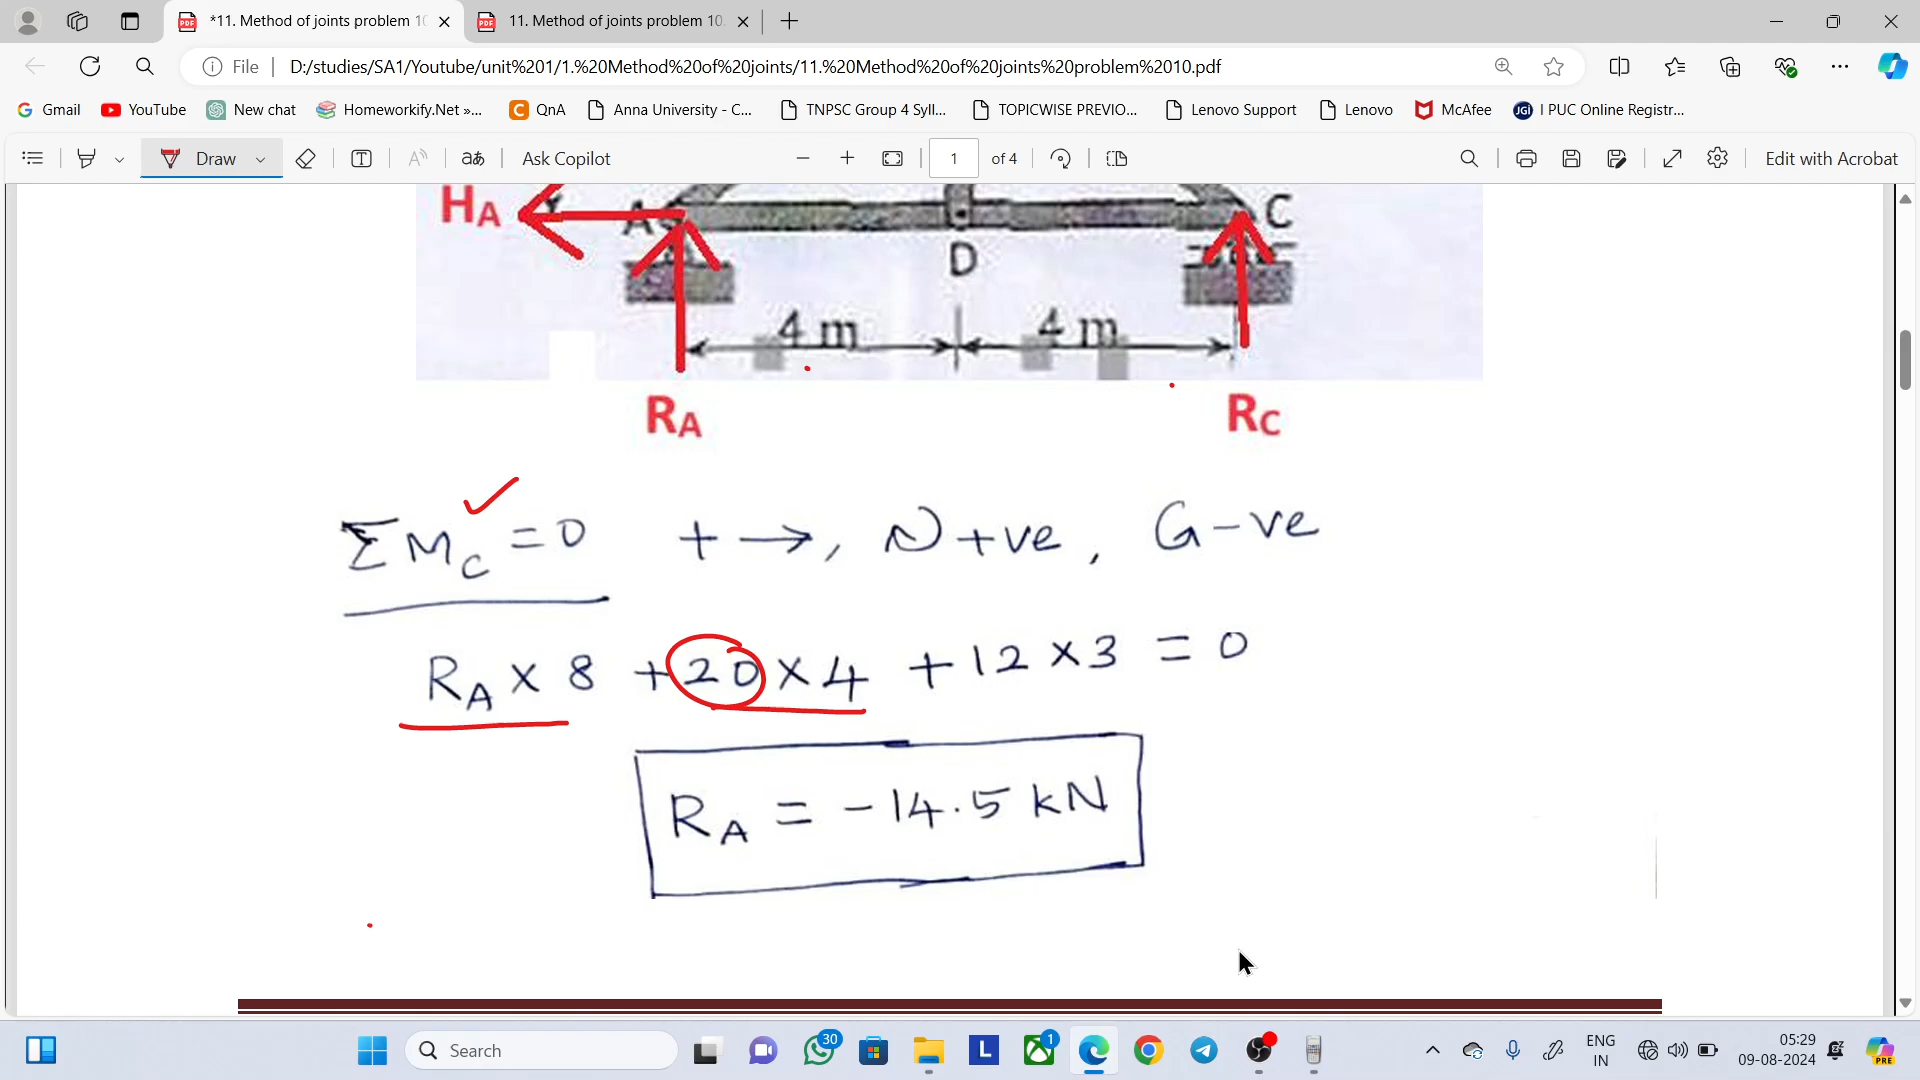 *11. Method of joints problem 10
11. Method of joints problem 10.
File D:/studies/SA1/Youtube/unit%201/1.%20Method%20of%20joints/11.%20Method%20of%20joints%20problem%2010.pdf
Gmail YouTube New chat Homeworkify.Net »... QnA Anna University - C... TNPSC Group 4 Syll... TOPICWISE PREVIO... Lenovo Support Lenovo McAfee I PUC Online Registr...
Draw Ask Copilot 1 of 4 Edit with Acrobat
HA A C
D
4 m 4 m
RA RC
ΣMC = 0 + →, N +ve, G -ve
RA × 8 + 20 × 4 + 12 × 3 = 0
RA = -14.5 kN
Search 30 1 ENG 05:29
IN 09-08-2024